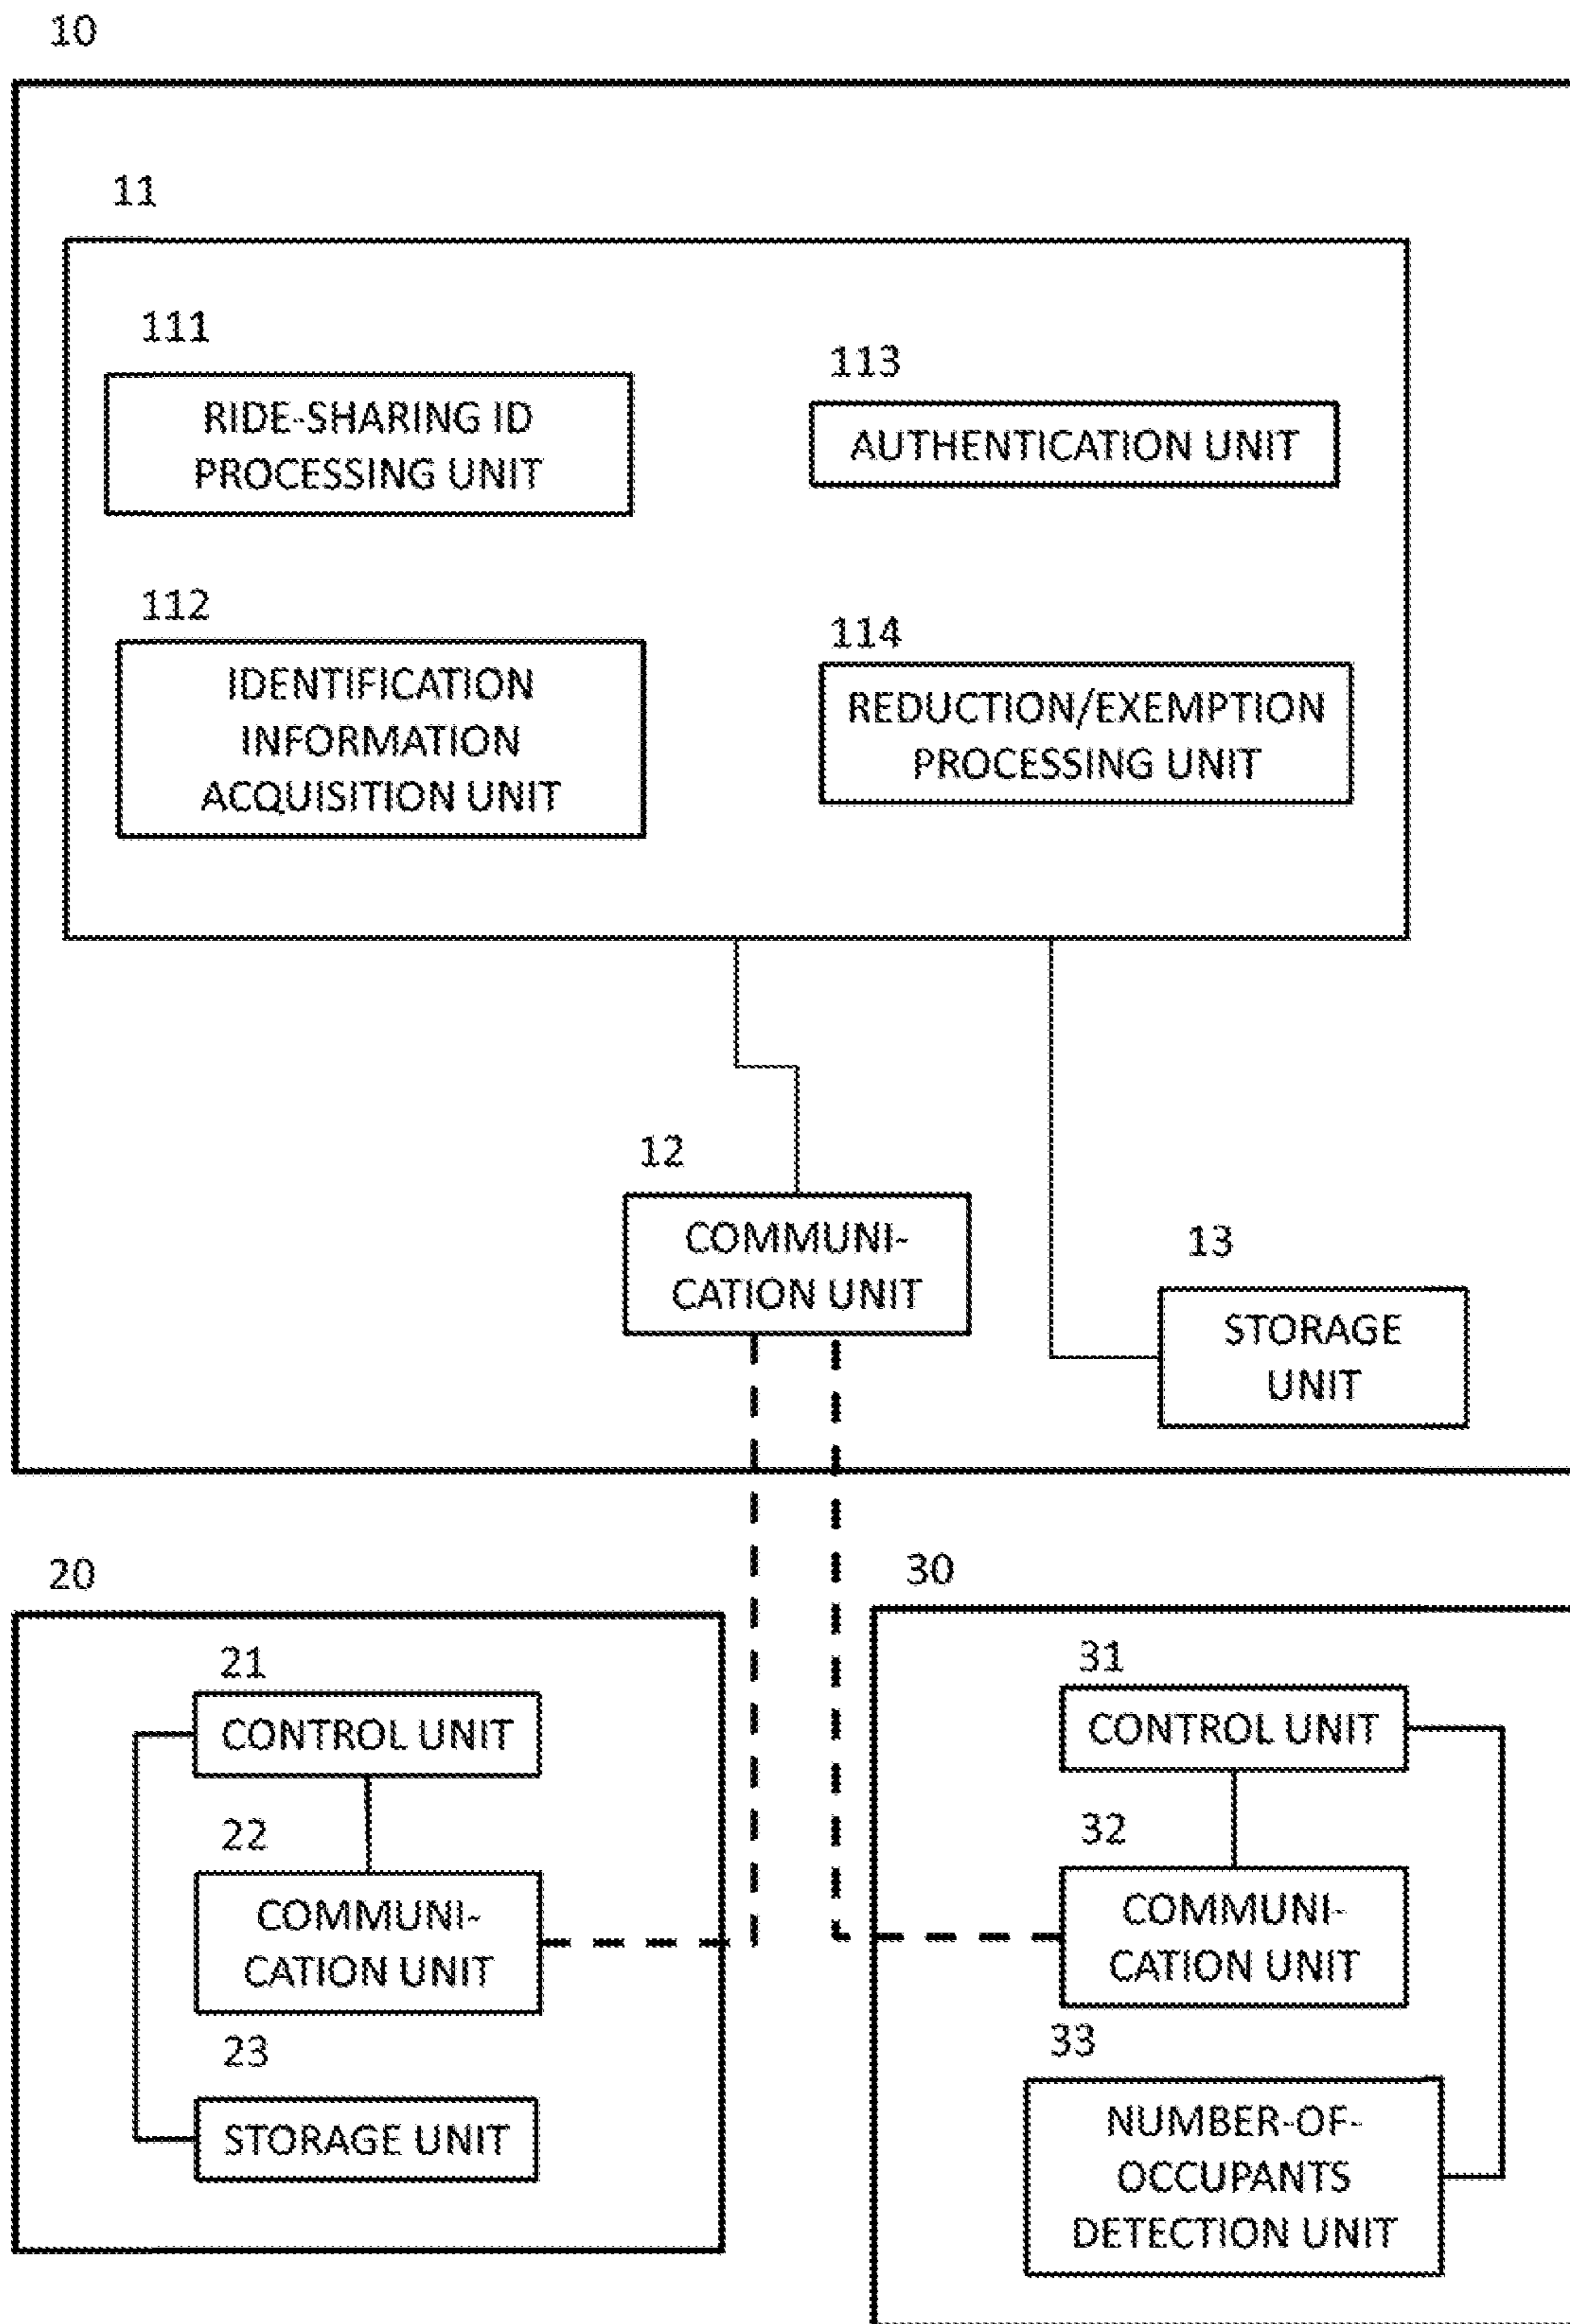 10
11
111
RIDE-SHARING ID
PROCESSING UNIT
113
AUTHENTICATION UNIT
112
IDENTIFICATION
INFORMATION
ACQUISITION UNIT
114
REDUCTION/EXEMPTION
PROCESSING UNIT
12
COMMUNI-
CATION UNIT
13
STORAGE
UNIT
20
21
CONTROL UNIT
22
COMMUNI-
CATION UNIT
23
STORAGE UNIT
30
31
CONTROL UNIT
32
COMMUNI-
CATION UNIT
33
NUMBER-OF-
OCCUPANTS
DETECTION UNIT